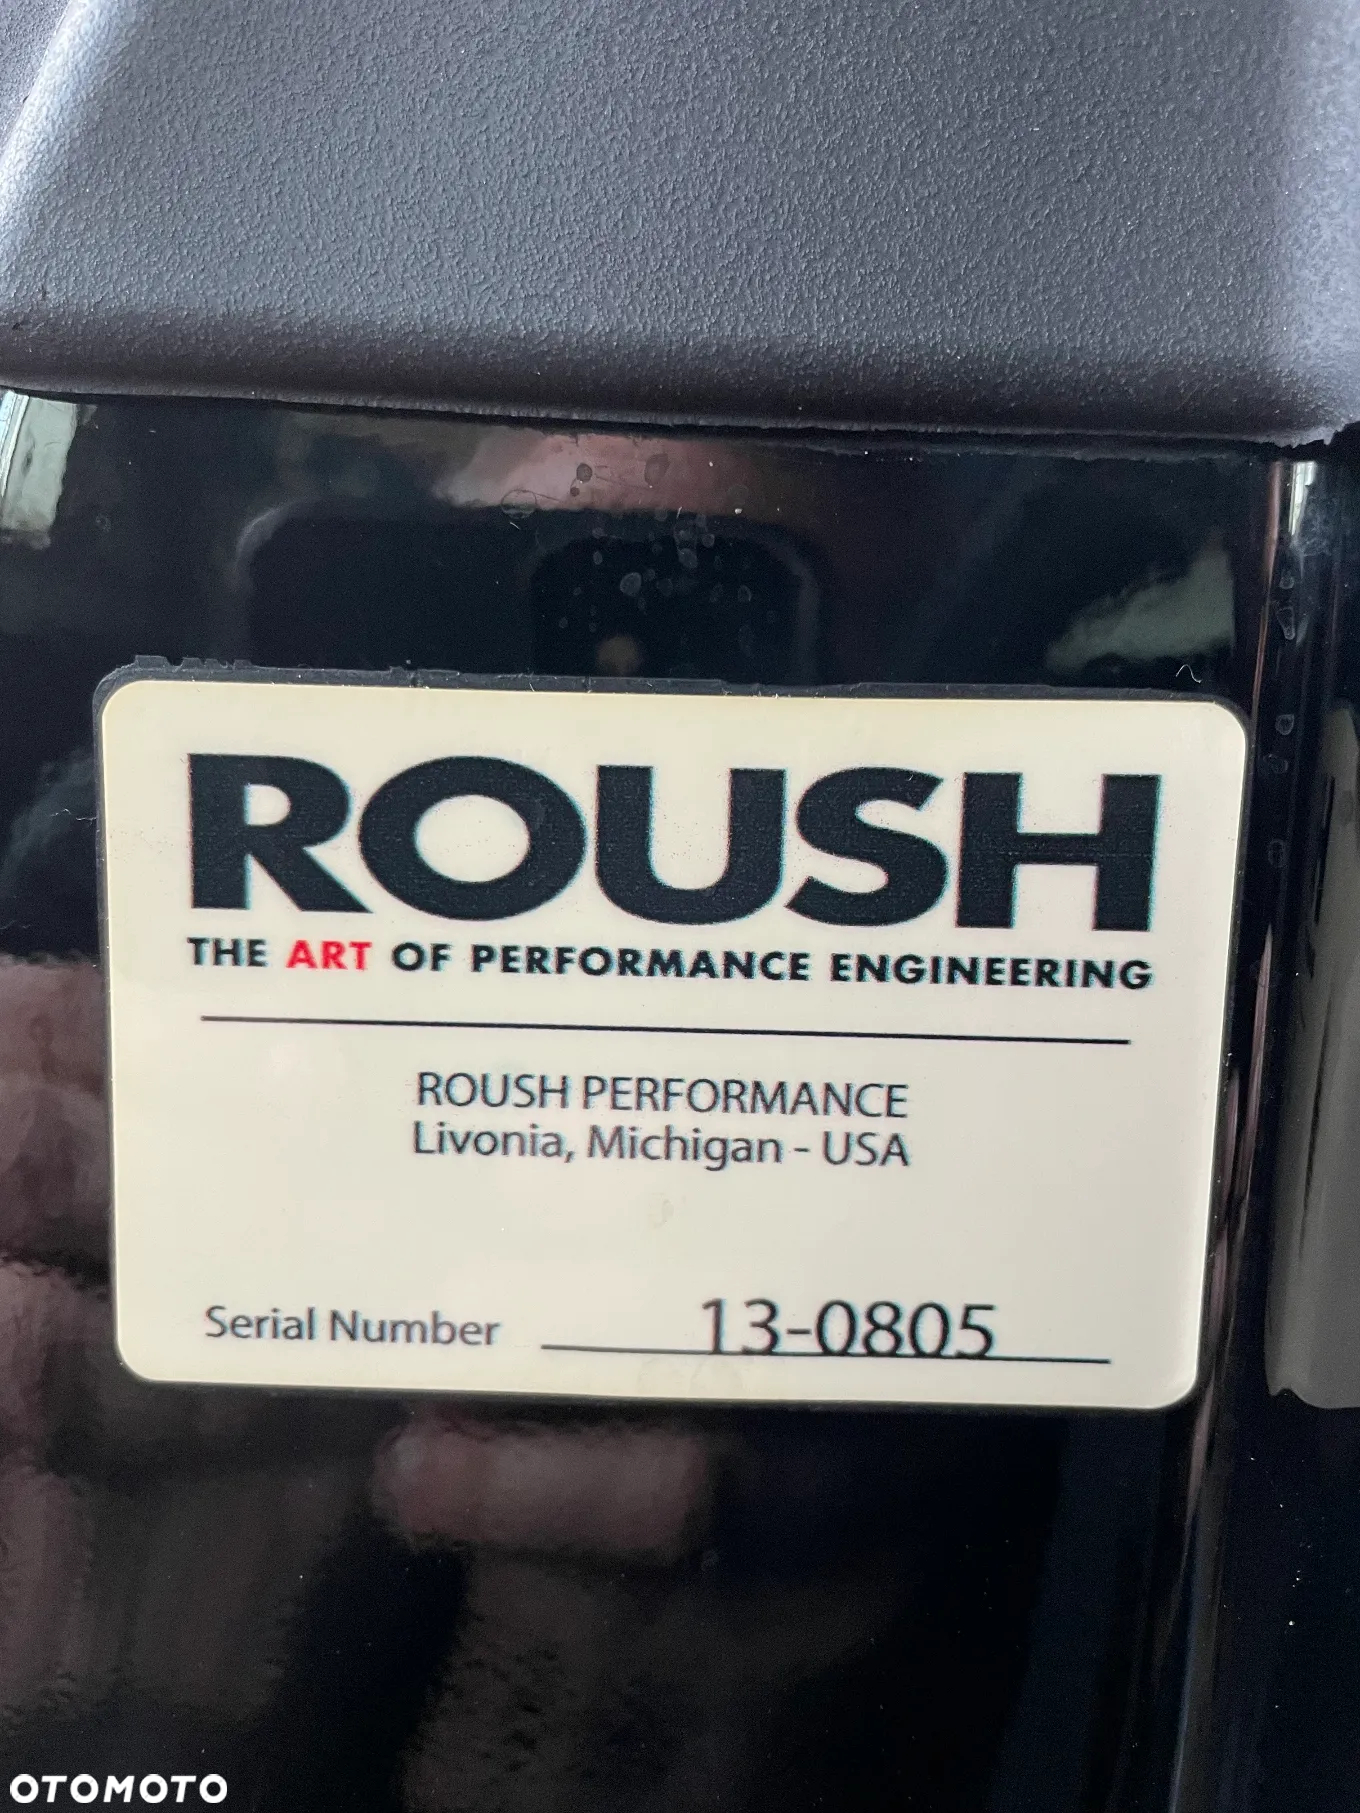 ROUSH
THE ART OF PERFORMANCE ENGINEERING
ROUSH PERFORMANCE
Livonia, Michigan - USA
Serial Number 13-0805
OTOMOTO